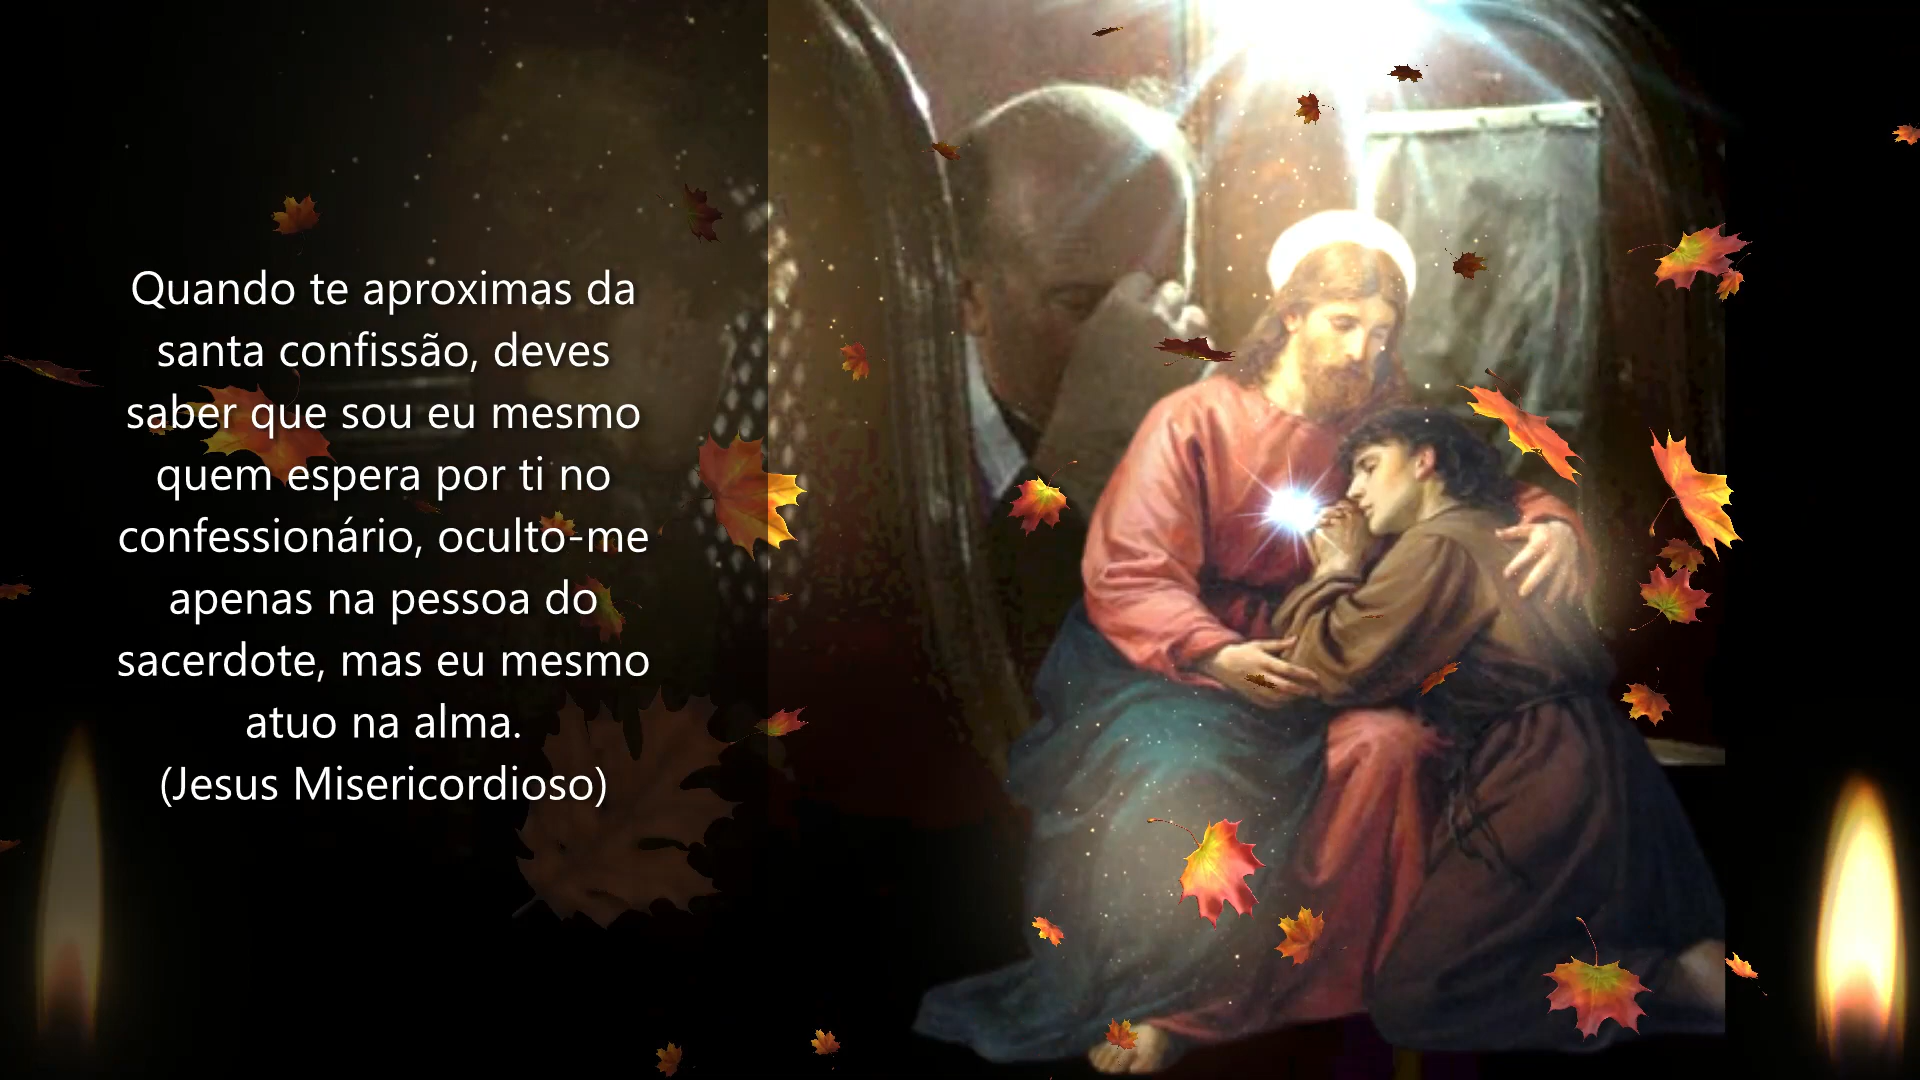 Quando te aproximas da
santa confissão, deves
saber que sou eu mesmo
quem espera por ti no
confessionário, oculto-me
apenas na pessoa do
sacerdote, mas eu mesmo
atuo na alma.
(Jesus Misericordioso)